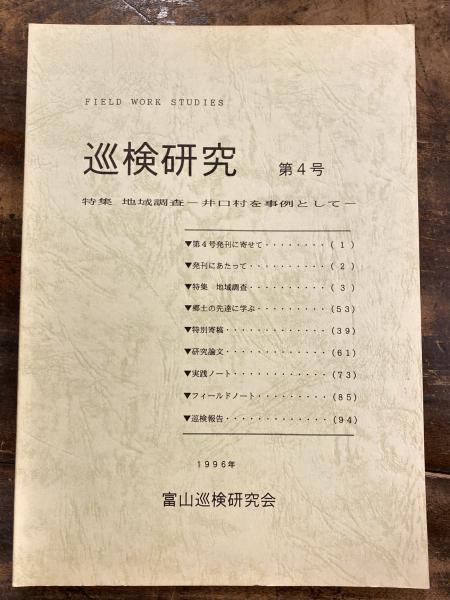 FIELD WORK STUDIES
巡検研究 第4号
特集 地域調査―井口村を事例として―
▼第4号発刊に寄せて・・・・・・・・(1)
▼発刊にあたって・・・・・・・・・・(2)
▼特集 地域調査・・・・・・・・・・(3)
▼郷土の先達に学ぶ・・・・・・・・・(53)
▼特別寄稿・・・・・・・・・・・・・(39)
▼研究論文・・・・・・・・・・・・・(61)
▼実践ノート・・・・・・・・・・・・(73)
▼フィールドノート・・・・・・・・・(85)
▼巡検報告・・・・・・・・・・・・・(94)
1996年
富山巡検研究会